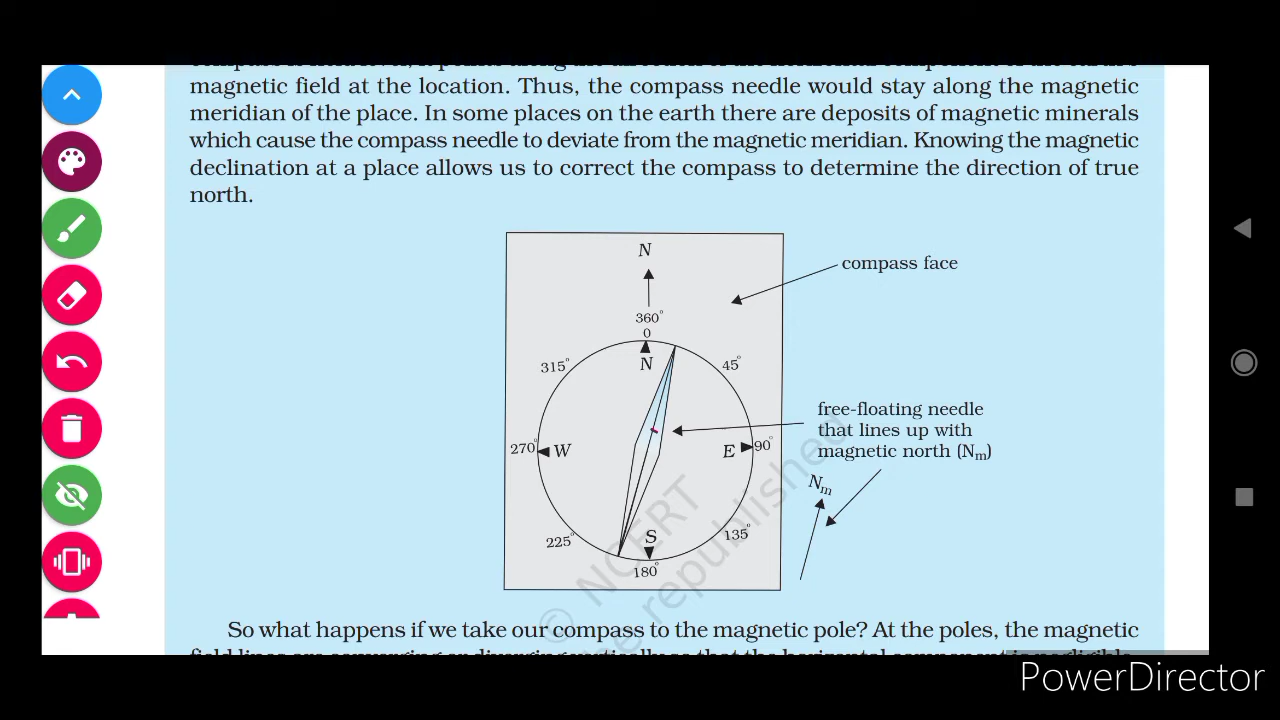 magnetic field at the location. Thus, the compass needle would stay along the magnetic
meridian of the place. In some places on the earth there are deposits of magnetic minerals
which cause the compass needle to deviate from the magnetic meridian. Knowing the magnetic
declination at a place allows us to correct the compass to determine the direction of true
north.
N
compass face
360°
0
N
315°
45°
free-floating needle
that lines up with
magnetic north (Nm)
270°
W
E
90°
Nm
225°
S
135°
180°
© NCERT
republished
So what happens if we take our compass to the magnetic pole? At the poles, the magnetic
PowerDirector